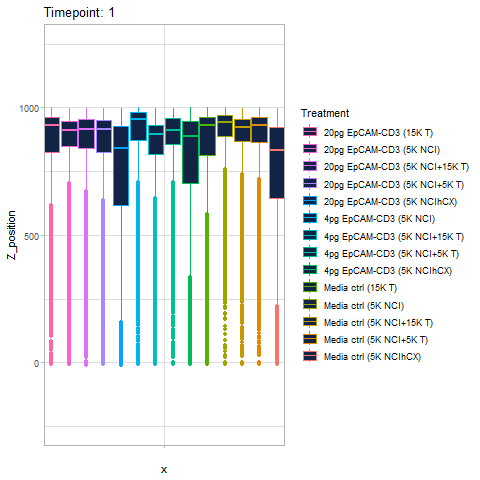 Timepoint: 1
Z_position
1000
500
0
x
Treatment
20pg EpCAM-CD3 (15K T)
20pg EpCAM-CD3 (5K NCI)
20pg EpCAM-CD3 (5K NCI+15K T)
20pg EpCAM-CD3 (5K NCI+5K T)
20pg EpCAM-CD3 (5K NCIhCX)
4pg EpCAM-CD3 (5K NCI)
4pg EpCAM-CD3 (5K NCI+15K T)
4pg EpCAM-CD3 (5K NCI+5K T)
4pg EpCAM-CD3 (5K NCIhCX)
Media ctrl (15K T)
Media ctrl (5K NCI)
Media ctrl (5K NCI+15K T)
Media ctrl (5K NCI+5K T)
Media ctrl (5K NCIhCX)